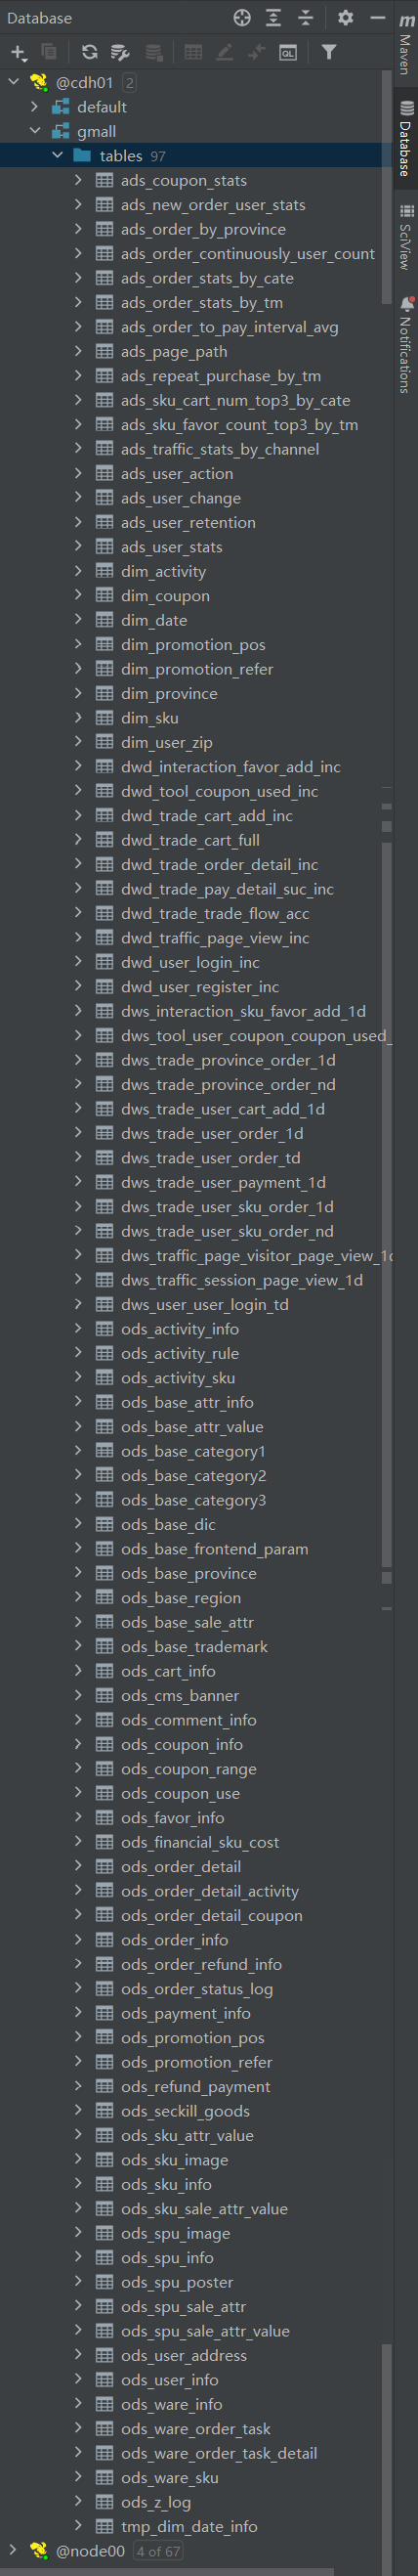 Database
@cdh01 2
default
gmall
tables 97
ads_coupon_stats
ads_new_order_user_stats
ads_order_by_province
ads_order_continuously_user_count
ads_order_stats_by_cate
ads_order_stats_by_tm
ads_order_to_pay_interval_avg
ads_page_path
ads_repeat_purchase_by_tm
ads_sku_cart_num_top3_by_cate
ads_sku_favor_count_top3_by_tm
ads_traffic_stats_by_channel
ads_user_action
ads_user_change
ads_user_retention
ads_user_stats
dim_activity
dim_coupon
dim_date
dim_promotion_pos
dim_promotion_refer
dim_province
dim_sku
dim_user_zip
dwd_interaction_favor_add_inc
dwd_tool_coupon_used_inc
dwd_trade_cart_add_inc
dwd_trade_cart_full
dwd_trade_order_detail_inc
dwd_trade_pay_detail_suc_inc
dwd_trade_trade_flow_acc
dwd_traffic_page_view_inc
dwd_user_login_inc
dwd_user_register_inc
dws_interaction_sku_favor_add_1d
dws_tool_user_coupon_coupon_used_
dws_trade_province_order_1d
dws_trade_province_order_nd
dws_trade_user_cart_add_1d
dws_trade_user_order_1d
dws_trade_user_order_td
dws_trade_user_payment_1d
dws_trade_user_sku_order_1d
dws_trade_user_sku_order_nd
dws_traffic_page_visitor_page_view_1d
dws_traffic_session_page_view_1d
dws_user_user_login_td
ods_activity_info
ods_activity_rule
ods_activity_sku
ods_base_attr_info
ods_base_attr_value
ods_base_category1
ods_base_category2
ods_base_category3
ods_base_dic
ods_base_frontend_param
ods_base_province
ods_base_region
ods_base_sale_attr
ods_base_trademark
ods_cart_info
ods_cms_banner
ods_comment_info
ods_coupon_info
ods_coupon_range
ods_coupon_use
ods_favor_info
ods_financial_sku_cost
ods_order_detail
ods_order_detail_activity
ods_order_detail_coupon
ods_order_info
ods_order_refund_info
ods_order_status_log
ods_payment_info
ods_promotion_pos
ods_promotion_refer
ods_refund_payment
ods_seckill_goods
ods_sku_attr_value
ods_sku_image
ods_sku_info
ods_sku_sale_attr_value
ods_spu_image
ods_spu_info
ods_spu_poster
ods_spu_sale_attr
ods_spu_sale_attr_value
ods_user_address
ods_user_info
ods_ware_info
ods_ware_order_task
ods_ware_order_task_detail
ods_ware_sku
ods_z_log
tmp_dim_date_info
@node00 4 of 67
m
Maven
Database
SciView
Notifications
QL